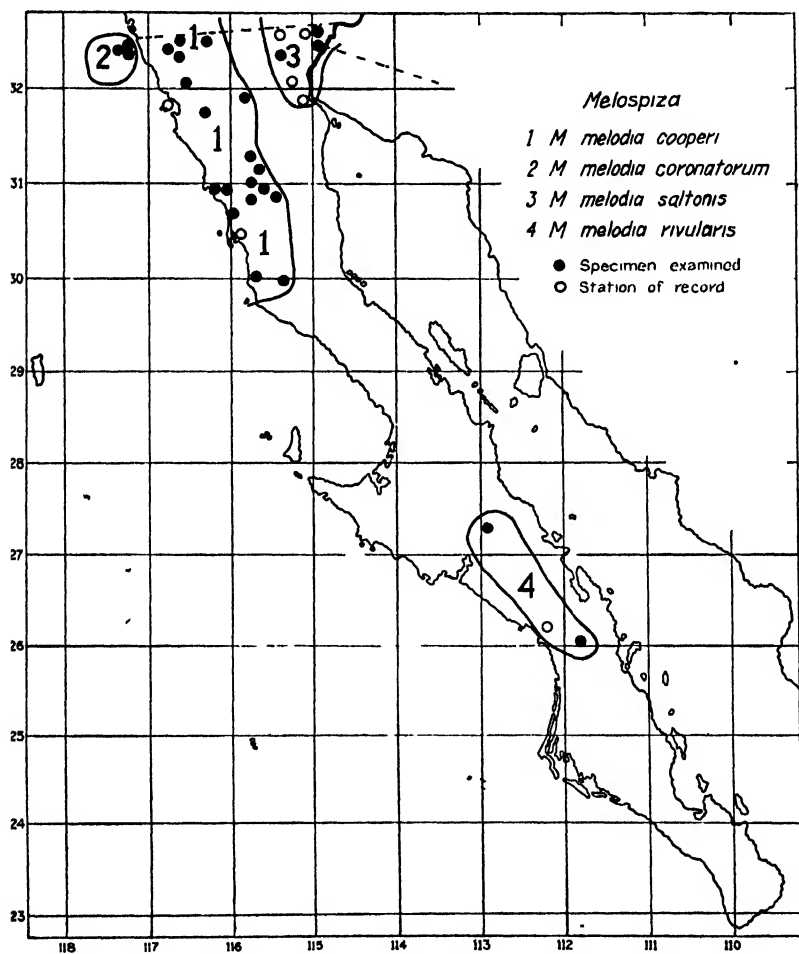 Melospiza
1 M melodia cooperi
2 M melodia coronatorum
3 M melodia saltonis
4 M melodia rivularis
● Specimen examined
○ Station of record
2
1
3
1
1
4
32
31
30
29
28
27
26
25
24
23
118 117 116 115 114 113 112 111 110